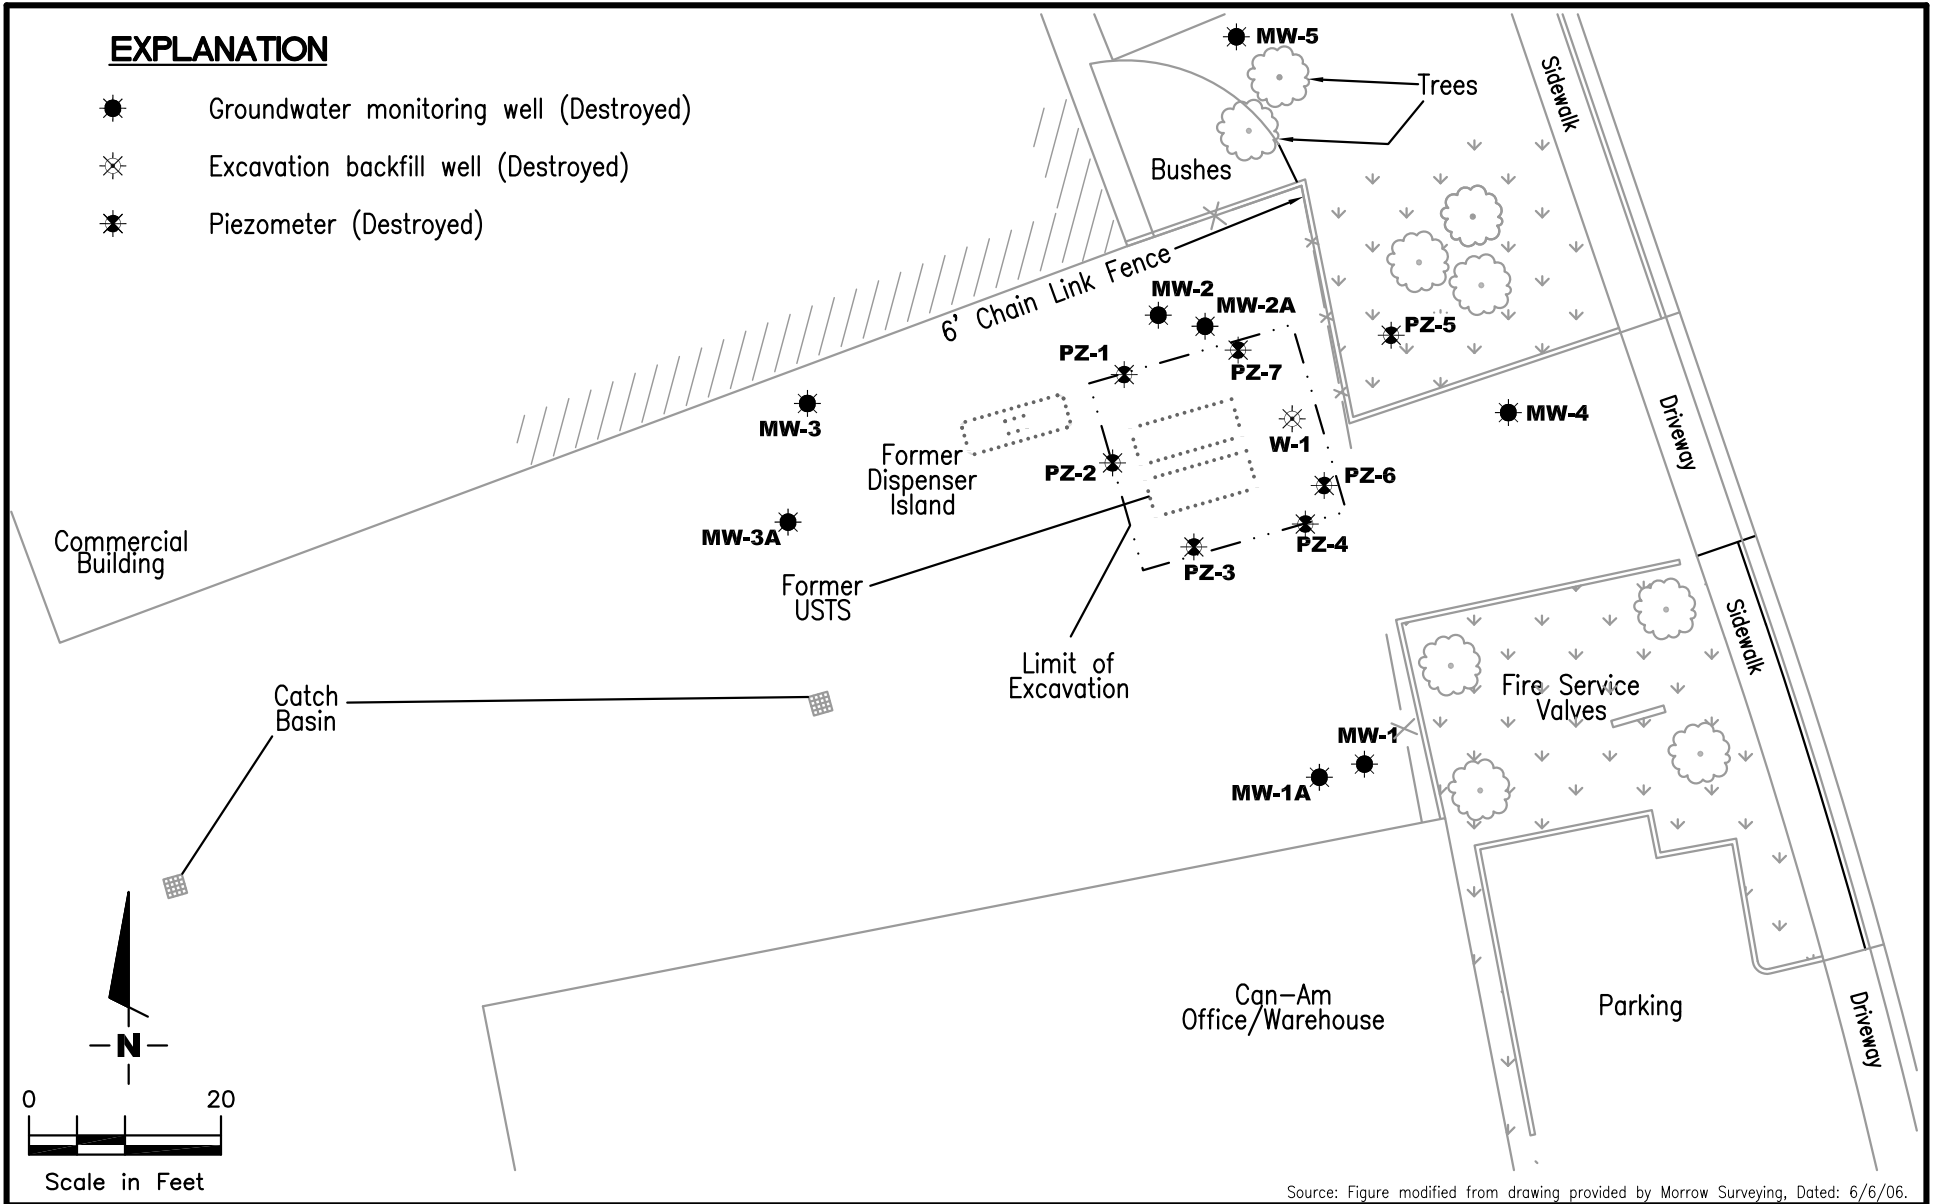 EXPLANATION
Groundwater monitoring well (Destroyed)
Excavation backfill well (Destroyed)
Piezometer (Destroyed)
MW-5
Trees
Sidewalk
Bushes
6' Chain Link Fence
MW-2
MW-2A
PZ-5
PZ-1
PZ-7
MW-3
MW-4
W-1
Driveway
Former
Dispenser
Island
PZ-2
PZ-6
MW-3A
PZ-4
PZ-3
Commercial
Building
Former
USTS
Limit of
Excavation
Sidewalk
Catch
Basin
Fire Service
Valves
MW-1
MW-1A
Can-Am
Office/Warehouse
Parking
Driveway
N
0 20
Scale in Feet
Source: Figure modified from drawing provided by Morrow Surveying, Dated: 6/6/06.